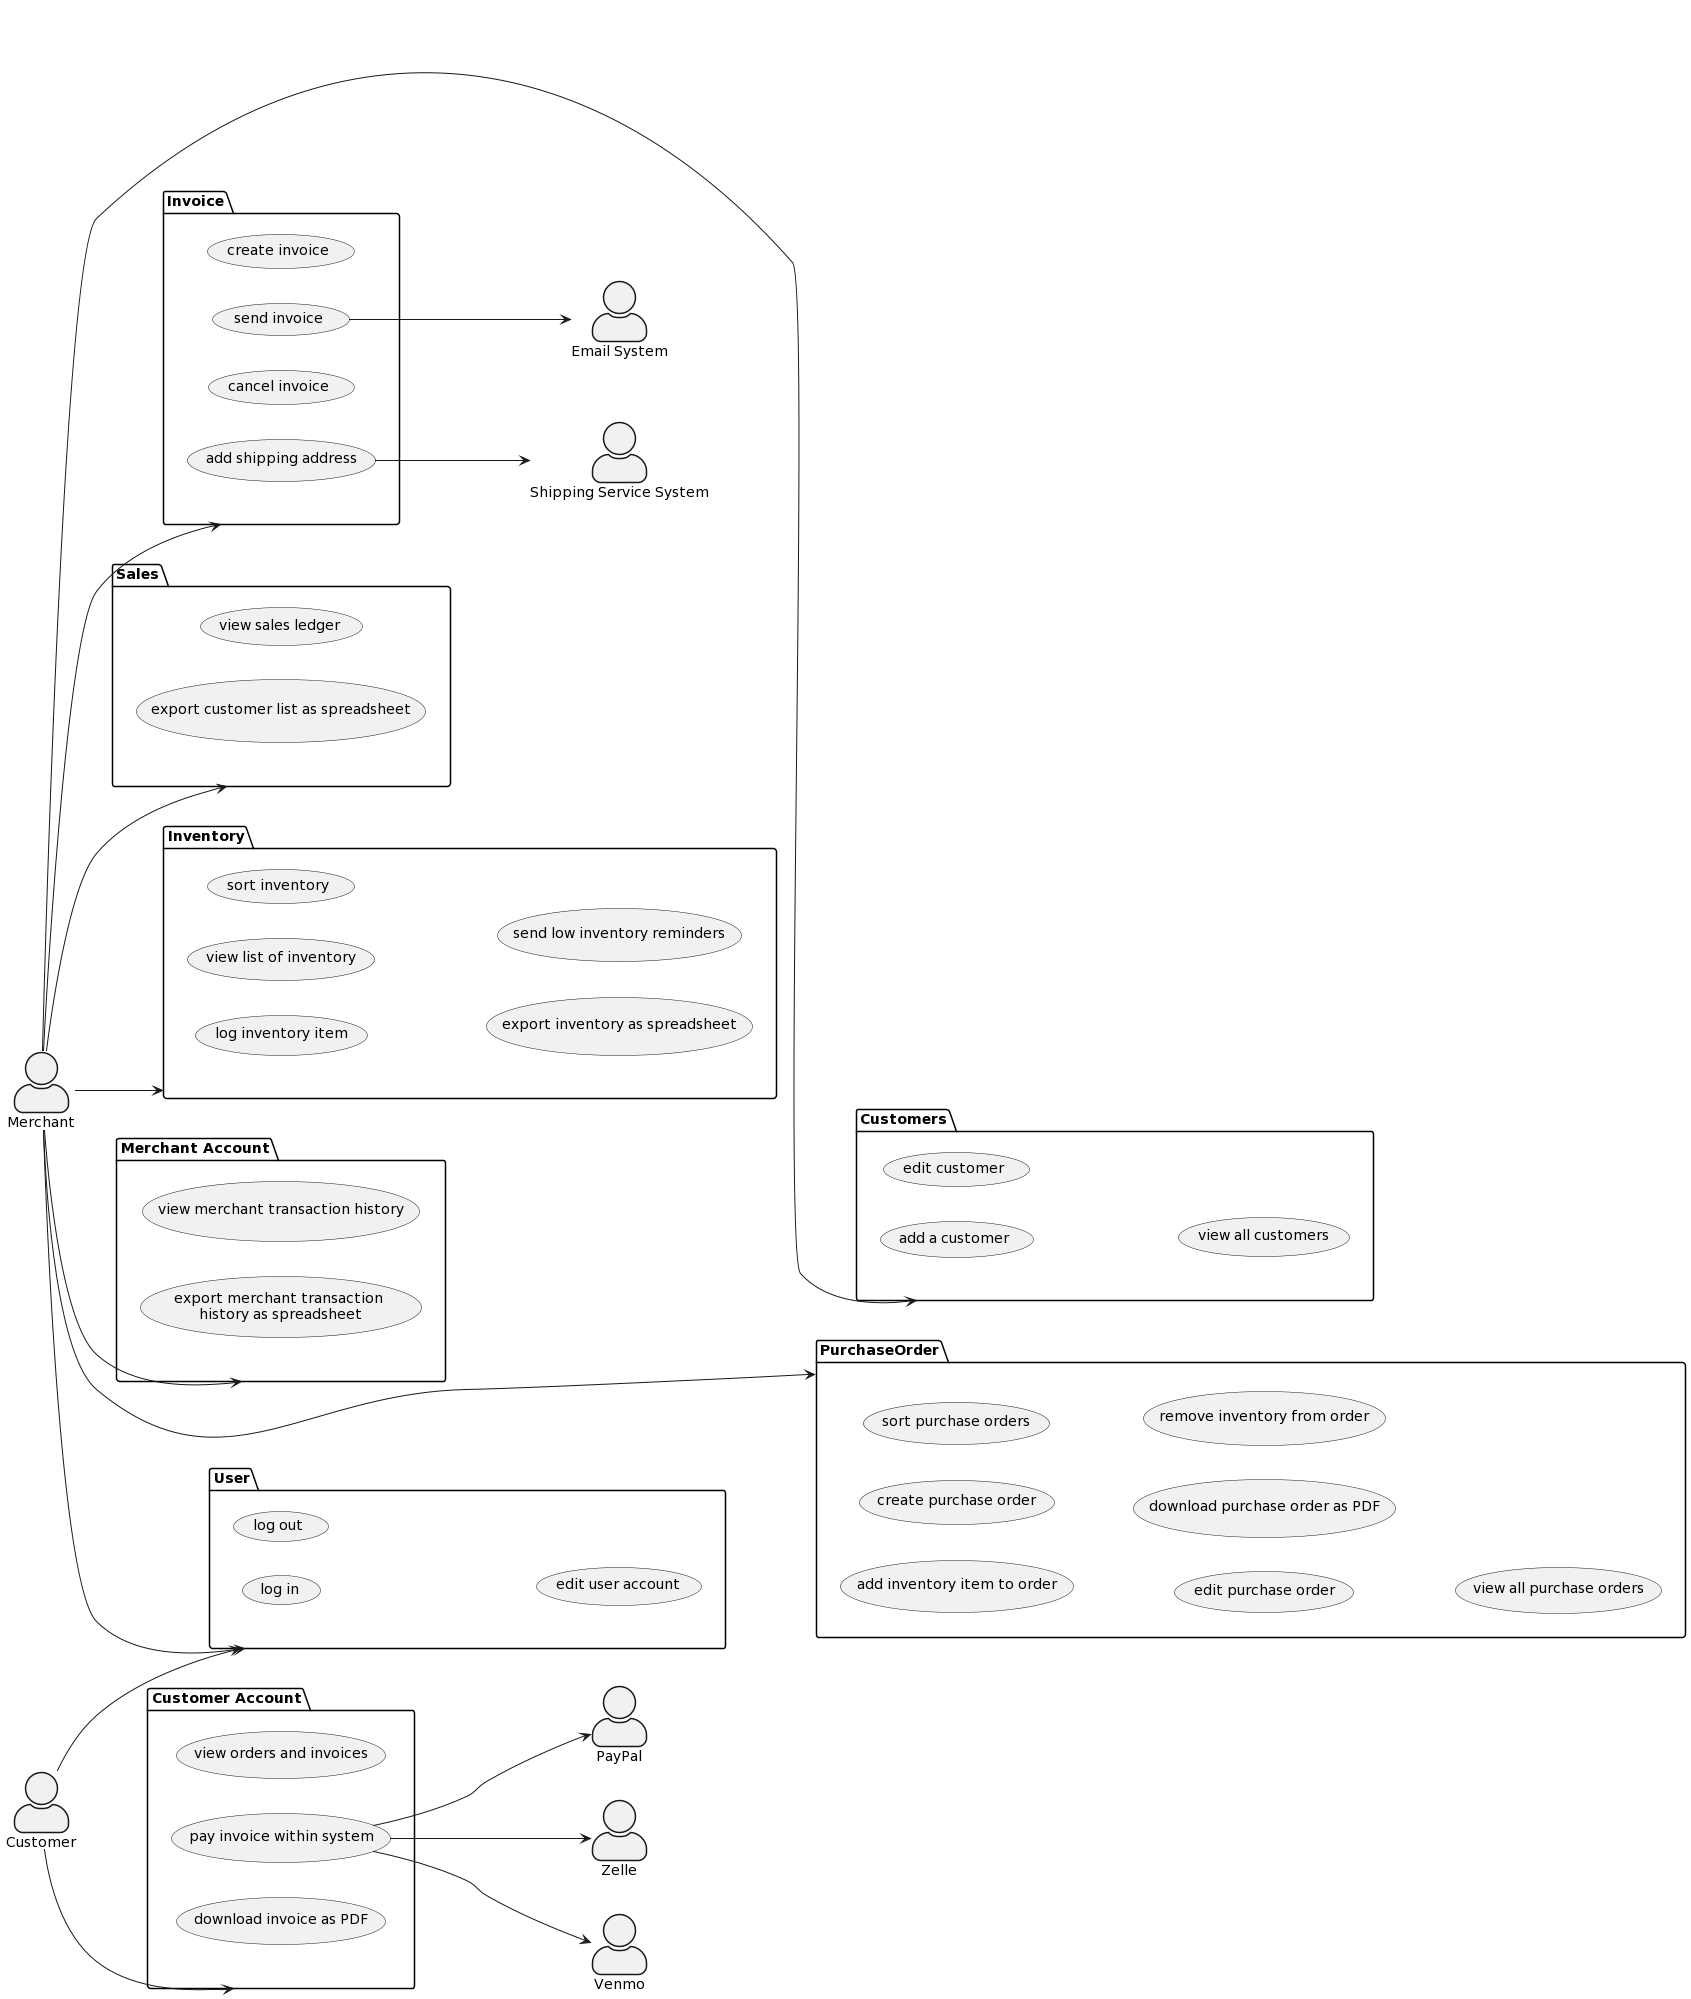 Invoice
create invoice
send invoice
cancel invoice
add shipping address
Email System
Shipping Service System
Sales
view sales ledger
export customer list as spreadsheet
Inventory
sort inventory
view list of inventory
log inventory item
send low inventory reminders
export inventory as spreadsheet
Merchant
Merchant Account
view merchant transaction history
export merchant transaction
history as spreadsheet
Customers
edit customer
add a customer
view all customers
PurchaseOrder
sort purchase orders
create purchase order
add inventory item to order
remove inventory from order
download purchase order as PDF
edit purchase order
view all purchase orders
User
log out
log in
edit user account
Customer
Customer Account
view orders and invoices
pay invoice within system
download invoice as PDF
PayPal
Zelle
Venmo